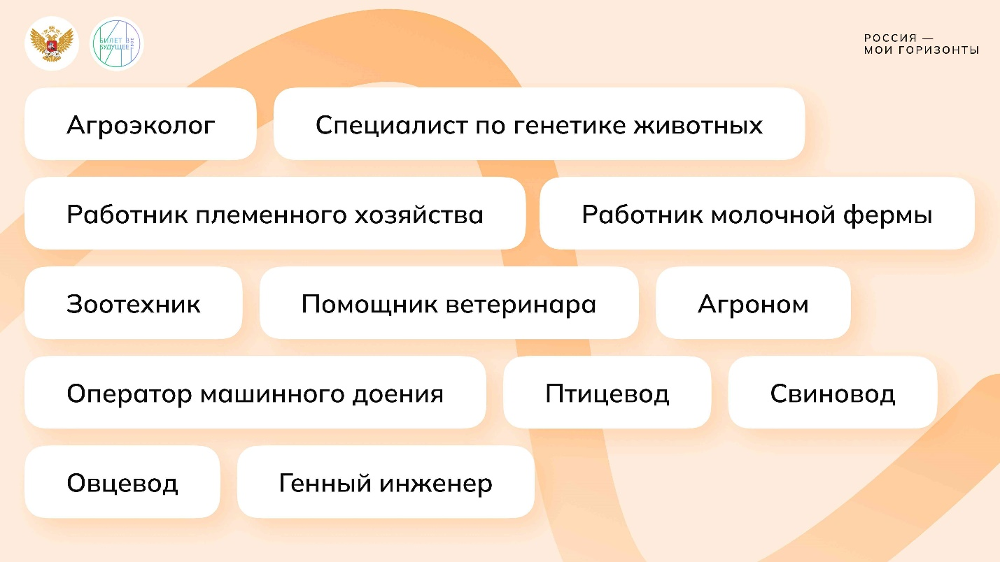 БИЛЕТ В
БУДУЩЕЕ
РОССИЯ —
МОИ ГОРИЗОНТЫ
Агроэколог
Специалист по генетике животных
Работник племенного хозяйства
Работник молочной фермы
Зоотехник
Помощник ветеринара
Агроном
Оператор машинного доения
Птицевод
Свиновод
Овцевод
Генный инженер